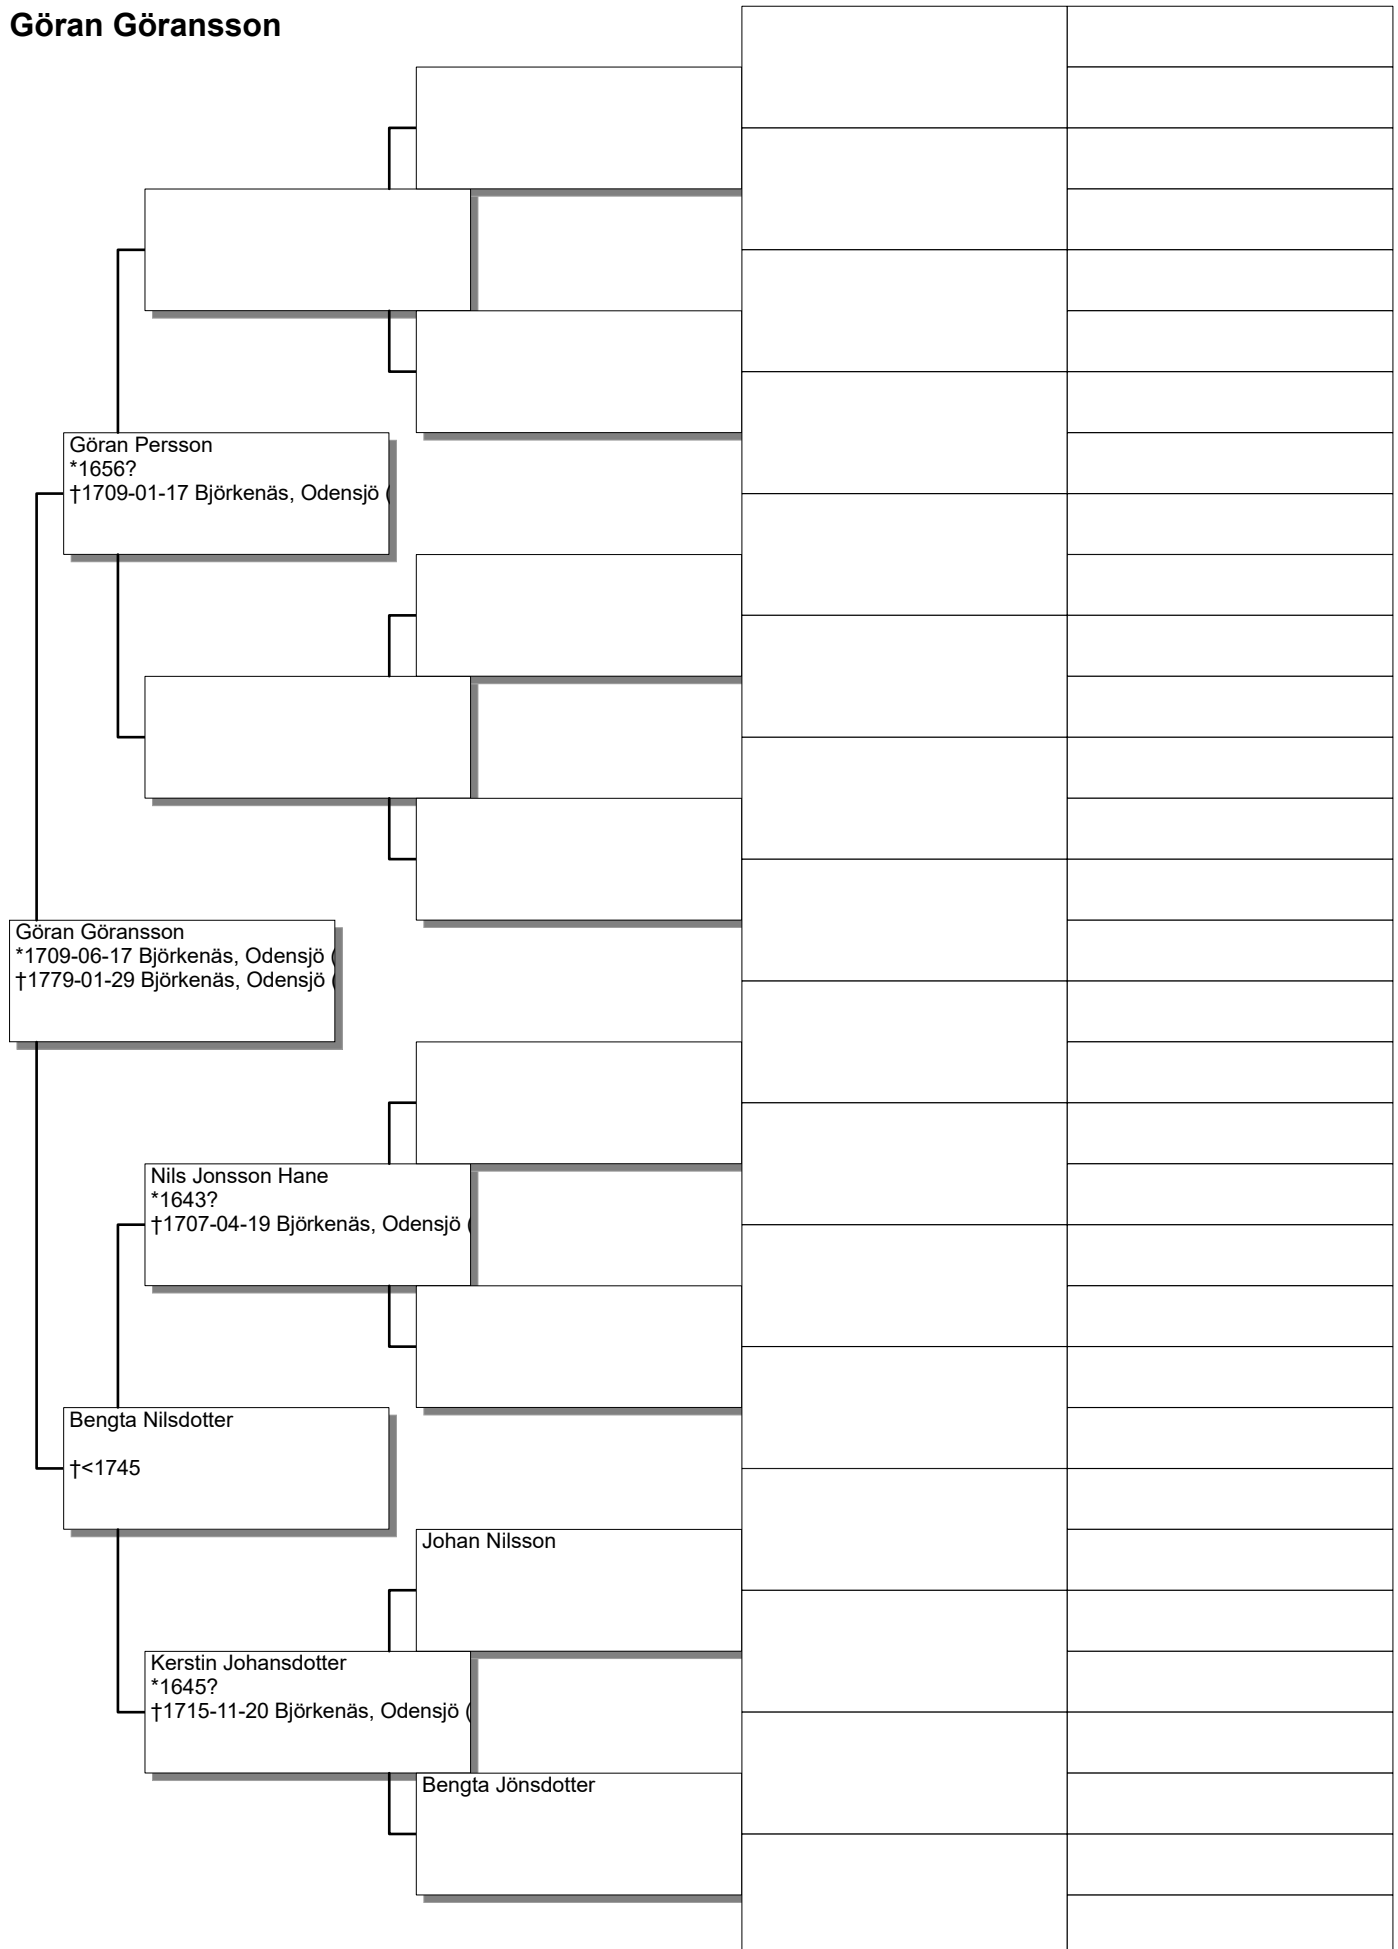 Göran Göransson
Göran Persson
*1656?
†1709-01-17 Björkenäs, Odensjö (
Göran Göransson
*1709-06-17 Björkenäs, Odensjö (
†1779-01-29 Björkenäs, Odensjö (
Nils Jonsson Hane
*1643?
†1707-04-19 Björkenäs, Odensjö (
Bengta Nilsdotter
†<1745
Johan Nilsson
Kerstin Johansdotter
*1645?
†1715-11-20 Björkenäs, Odensjö (
Bengta Jönsdotter